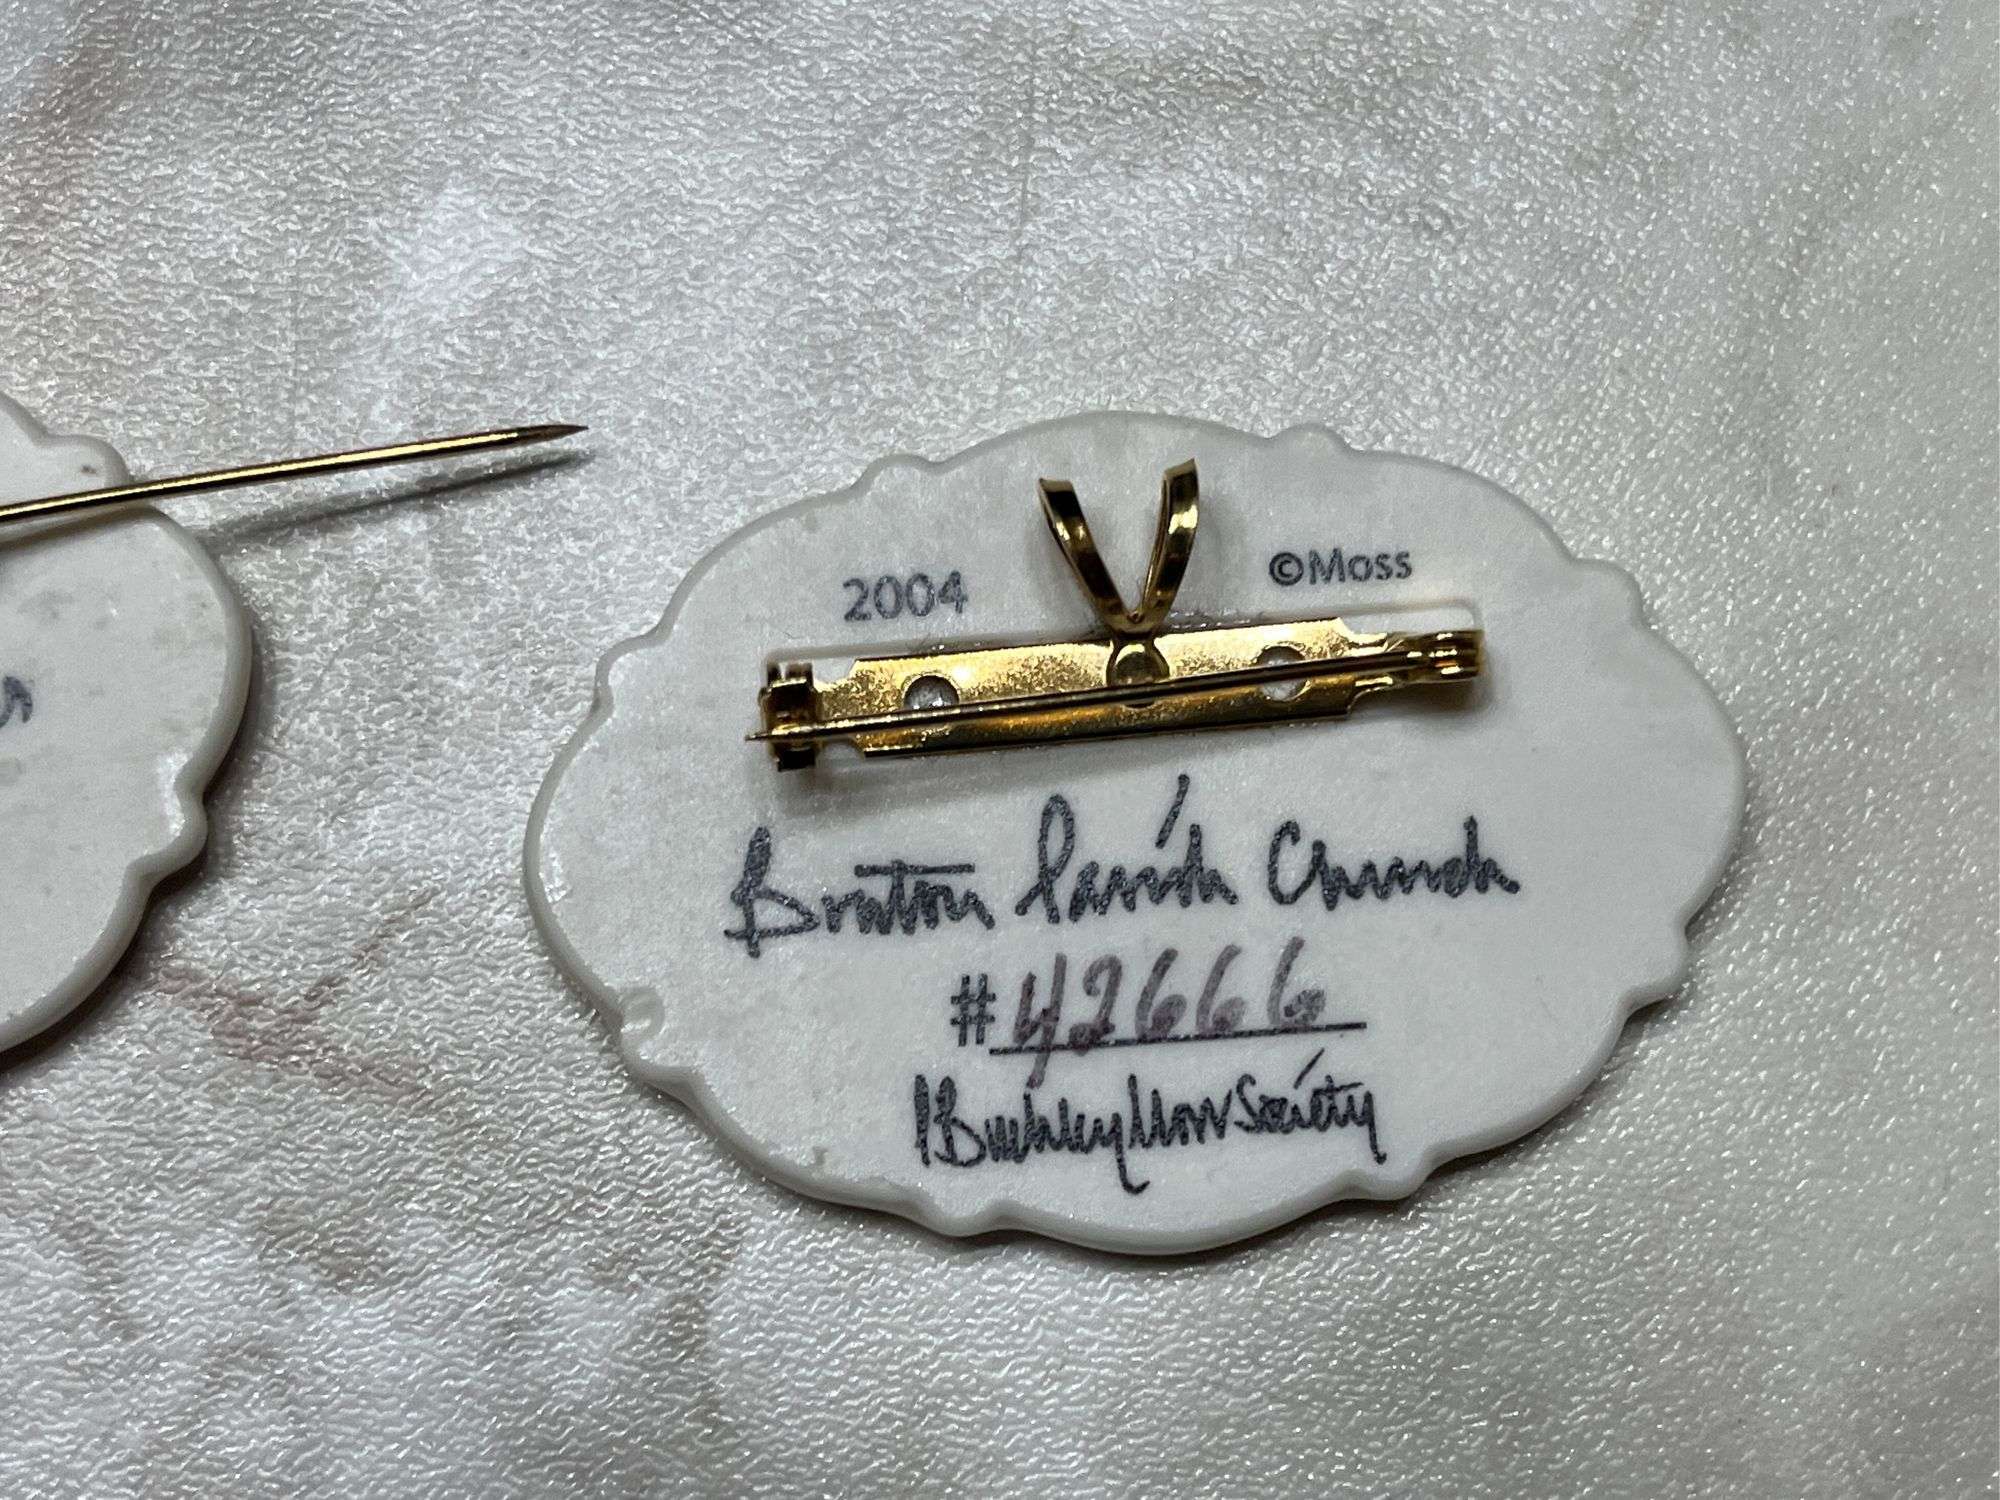 2004 ©Moss
Bruton Parish Church
#42666
P Buckley Moss Society